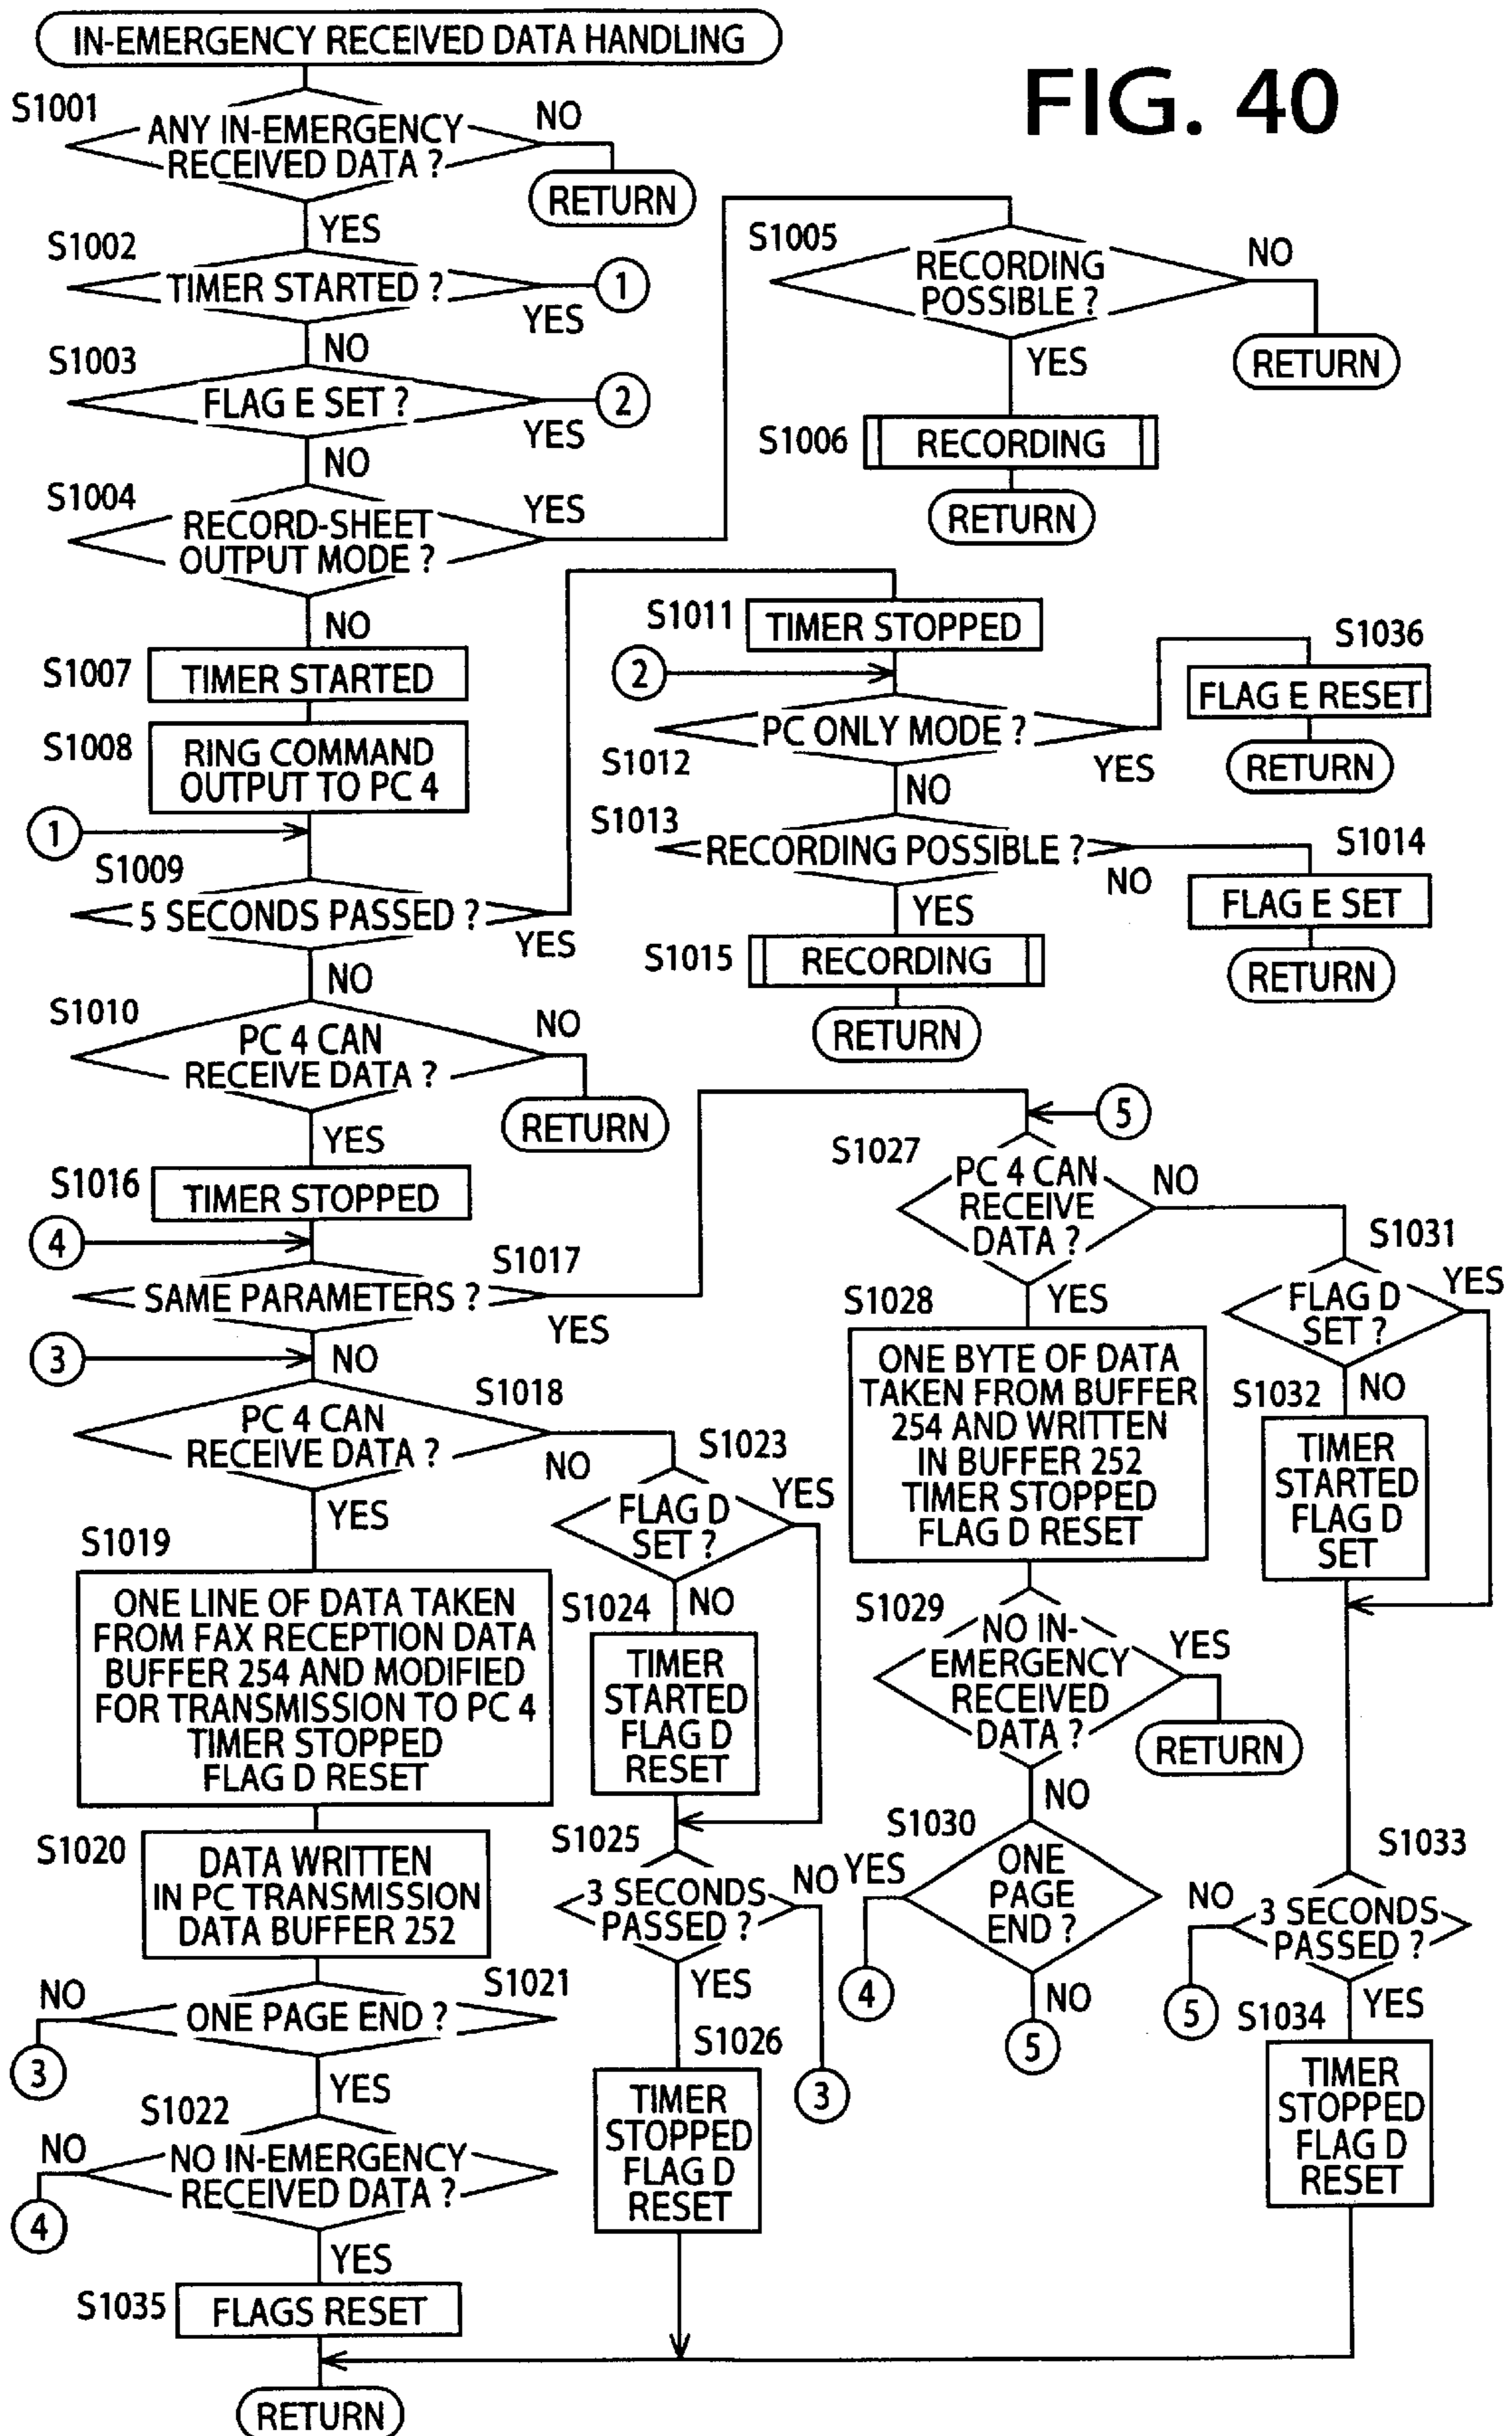 IN-EMERGENCY RECEIVED DATA HANDLING
FIG. 40
S1001
ANY IN-EMERGENCY
RECEIVED DATA ?
NO
RETURN
YES
S1002
TIMER STARTED ?
1
YES
NO
S1003
FLAG E SET ?
2
YES
NO
S1004
RECORD-SHEET
OUTPUT MODE ?
YES
NO
S1005
RECORDING
POSSIBLE ?
NO
RETURN
YES
S1006
RECORDING
RETURN
S1007
TIMER STARTED
S1008
RING COMMAND
OUTPUT TO PC 4
1
S1009
5 SECONDS PASSED ?
YES
NO
S1010
PC 4 CAN
RECEIVE DATA ?
NO
RETURN
YES
S1011
TIMER STOPPED
2
PC ONLY MODE ?
S1012
YES
NO
S1036
FLAG E RESET
RETURN
S1013
RECORDING POSSIBLE ?
NO
YES
S1014
FLAG E SET
RETURN
S1015
RECORDING
RETURN
S1016
TIMER STOPPED
4
S1017
SAME PARAMETERS ?
YES
3
NO
S1018
PC 4 CAN
RECEIVE DATA ?
NO
YES
S1019
ONE LINE OF DATA TAKEN
FROM FAX RECEPTION DATA
BUFFER 254 AND MODIFIED
FOR TRANSMISSION TO PC 4
TIMER STOPPED
FLAG D RESET
S1020
DATA WRITTEN
IN PC TRANSMISSION
DATA BUFFER 252
S1021
NO
ONE PAGE END ?
3
YES
S1022
NO
NO IN-EMERGENCY
RECEIVED DATA ?
4
YES
S1035
FLAGS RESET
RETURN
S1023
FLAG D
SET ?
YES
NO
S1024
TIMER
STARTED
FLAG D
RESET
S1025
3 SECONDS
PASSED ?
NO
3
YES
S1026
TIMER
STOPPED
FLAG D
RESET
5
S1027
PC 4 CAN
RECEIVE
DATA ?
NO
YES
S1028
ONE BYTE OF DATA
TAKEN FROM BUFFER
254 AND WRITTEN
IN BUFFER 252
TIMER STOPPED
FLAG D RESET
S1029
NO IN-
EMERGENCY
RECEIVED
DATA ?
YES
RETURN
NO
S1030
YES
ONE
PAGE
END ?
4
NO
5
S1031
FLAG D
SET ?
YES
NO
S1032
TIMER
STARTED
FLAG D
SET
S1033
NO
3 SECONDS
PASSED ?
5
YES
S1034
TIMER
STOPPED
FLAG D
RESET